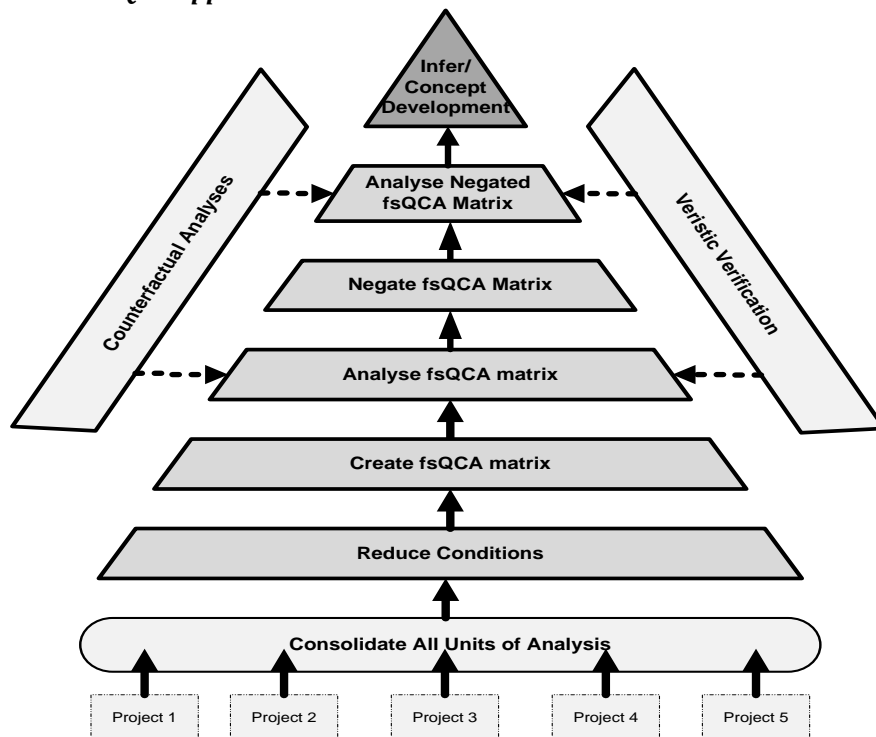 Infer/
Concept
Development
Analyse Negated
fsQCA Matrix
Counterfactual Analyses
Veristic Verification
Negate fsQCA Matrix
Analyse fsQCA matrix
Create fsQCA matrix
Reduce Conditions
Consolidate All Units of Analysis
Project 1
Project 2
Project 3
Project 4
Project 5